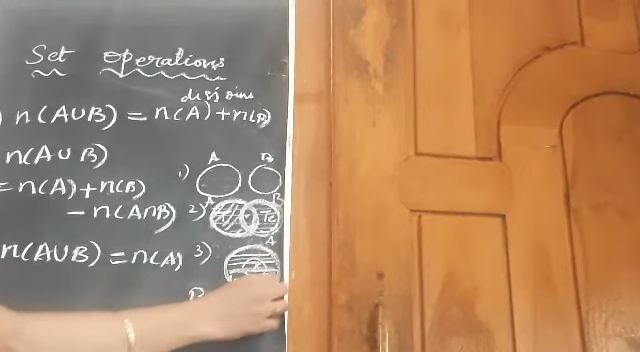 Set operations
disjoint
) n(A∪B) = n(A) + n(B)
n(A∪B)
= n(A) + n(B)
- n(A∩B)
n(A∪B) = n(A)
1) A B
2) A B
3) A
B